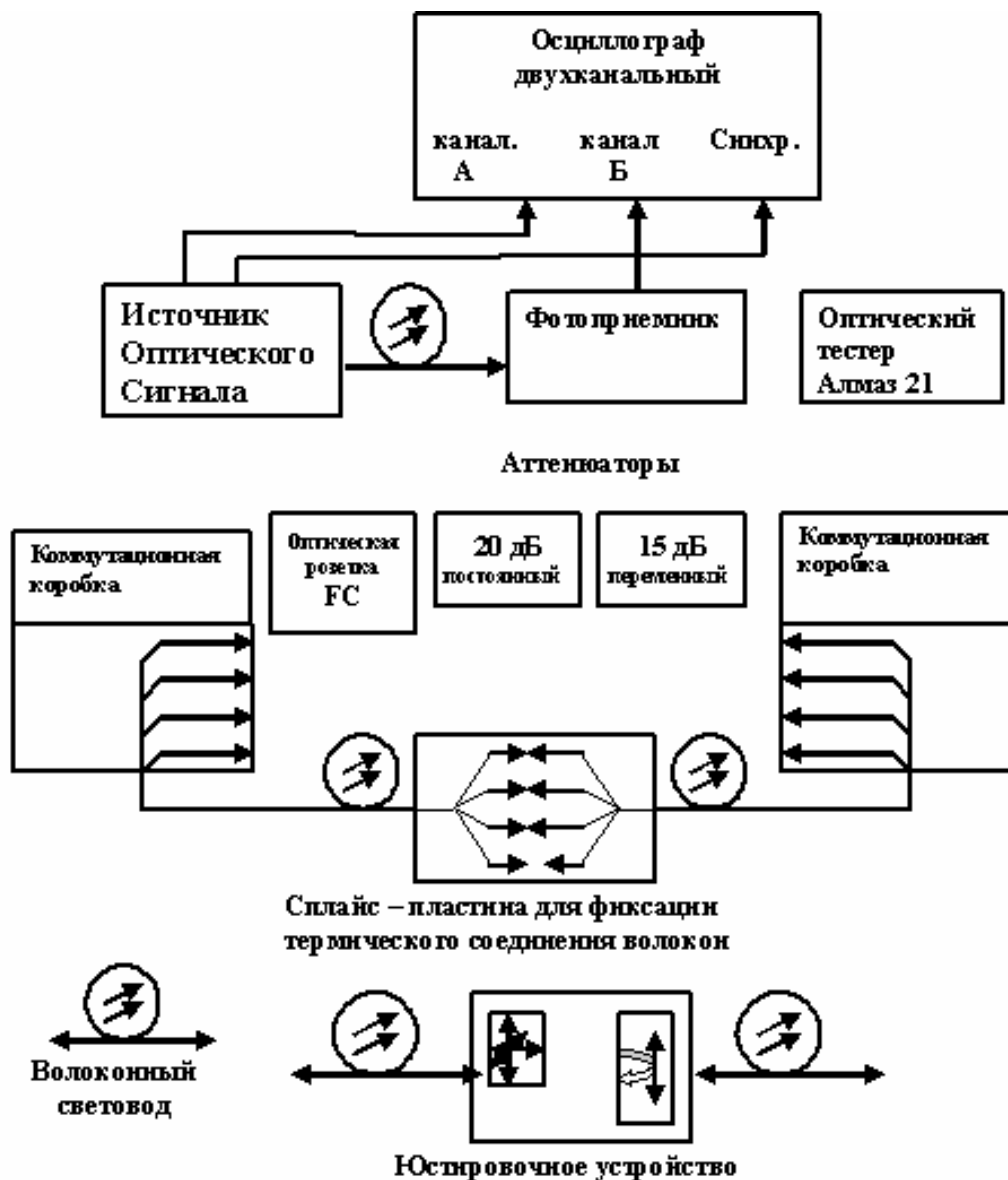 Осциллограф
двухканальный
канал. канал Синхр.
А Б
Источник
Оптического
Сигнала
Фотоприемник
Оптический
тестер
Алмаз 21
Аттенюаторы
Коммутационная
коробка
Оптическая
розетка
FC
20 дБ
постоянный
15 дБ
переменный
Коммутационная
коробка
Сплайс – пластина для фиксации
термического соединения волокон
Волоконный
световод
Юстировочное устройство